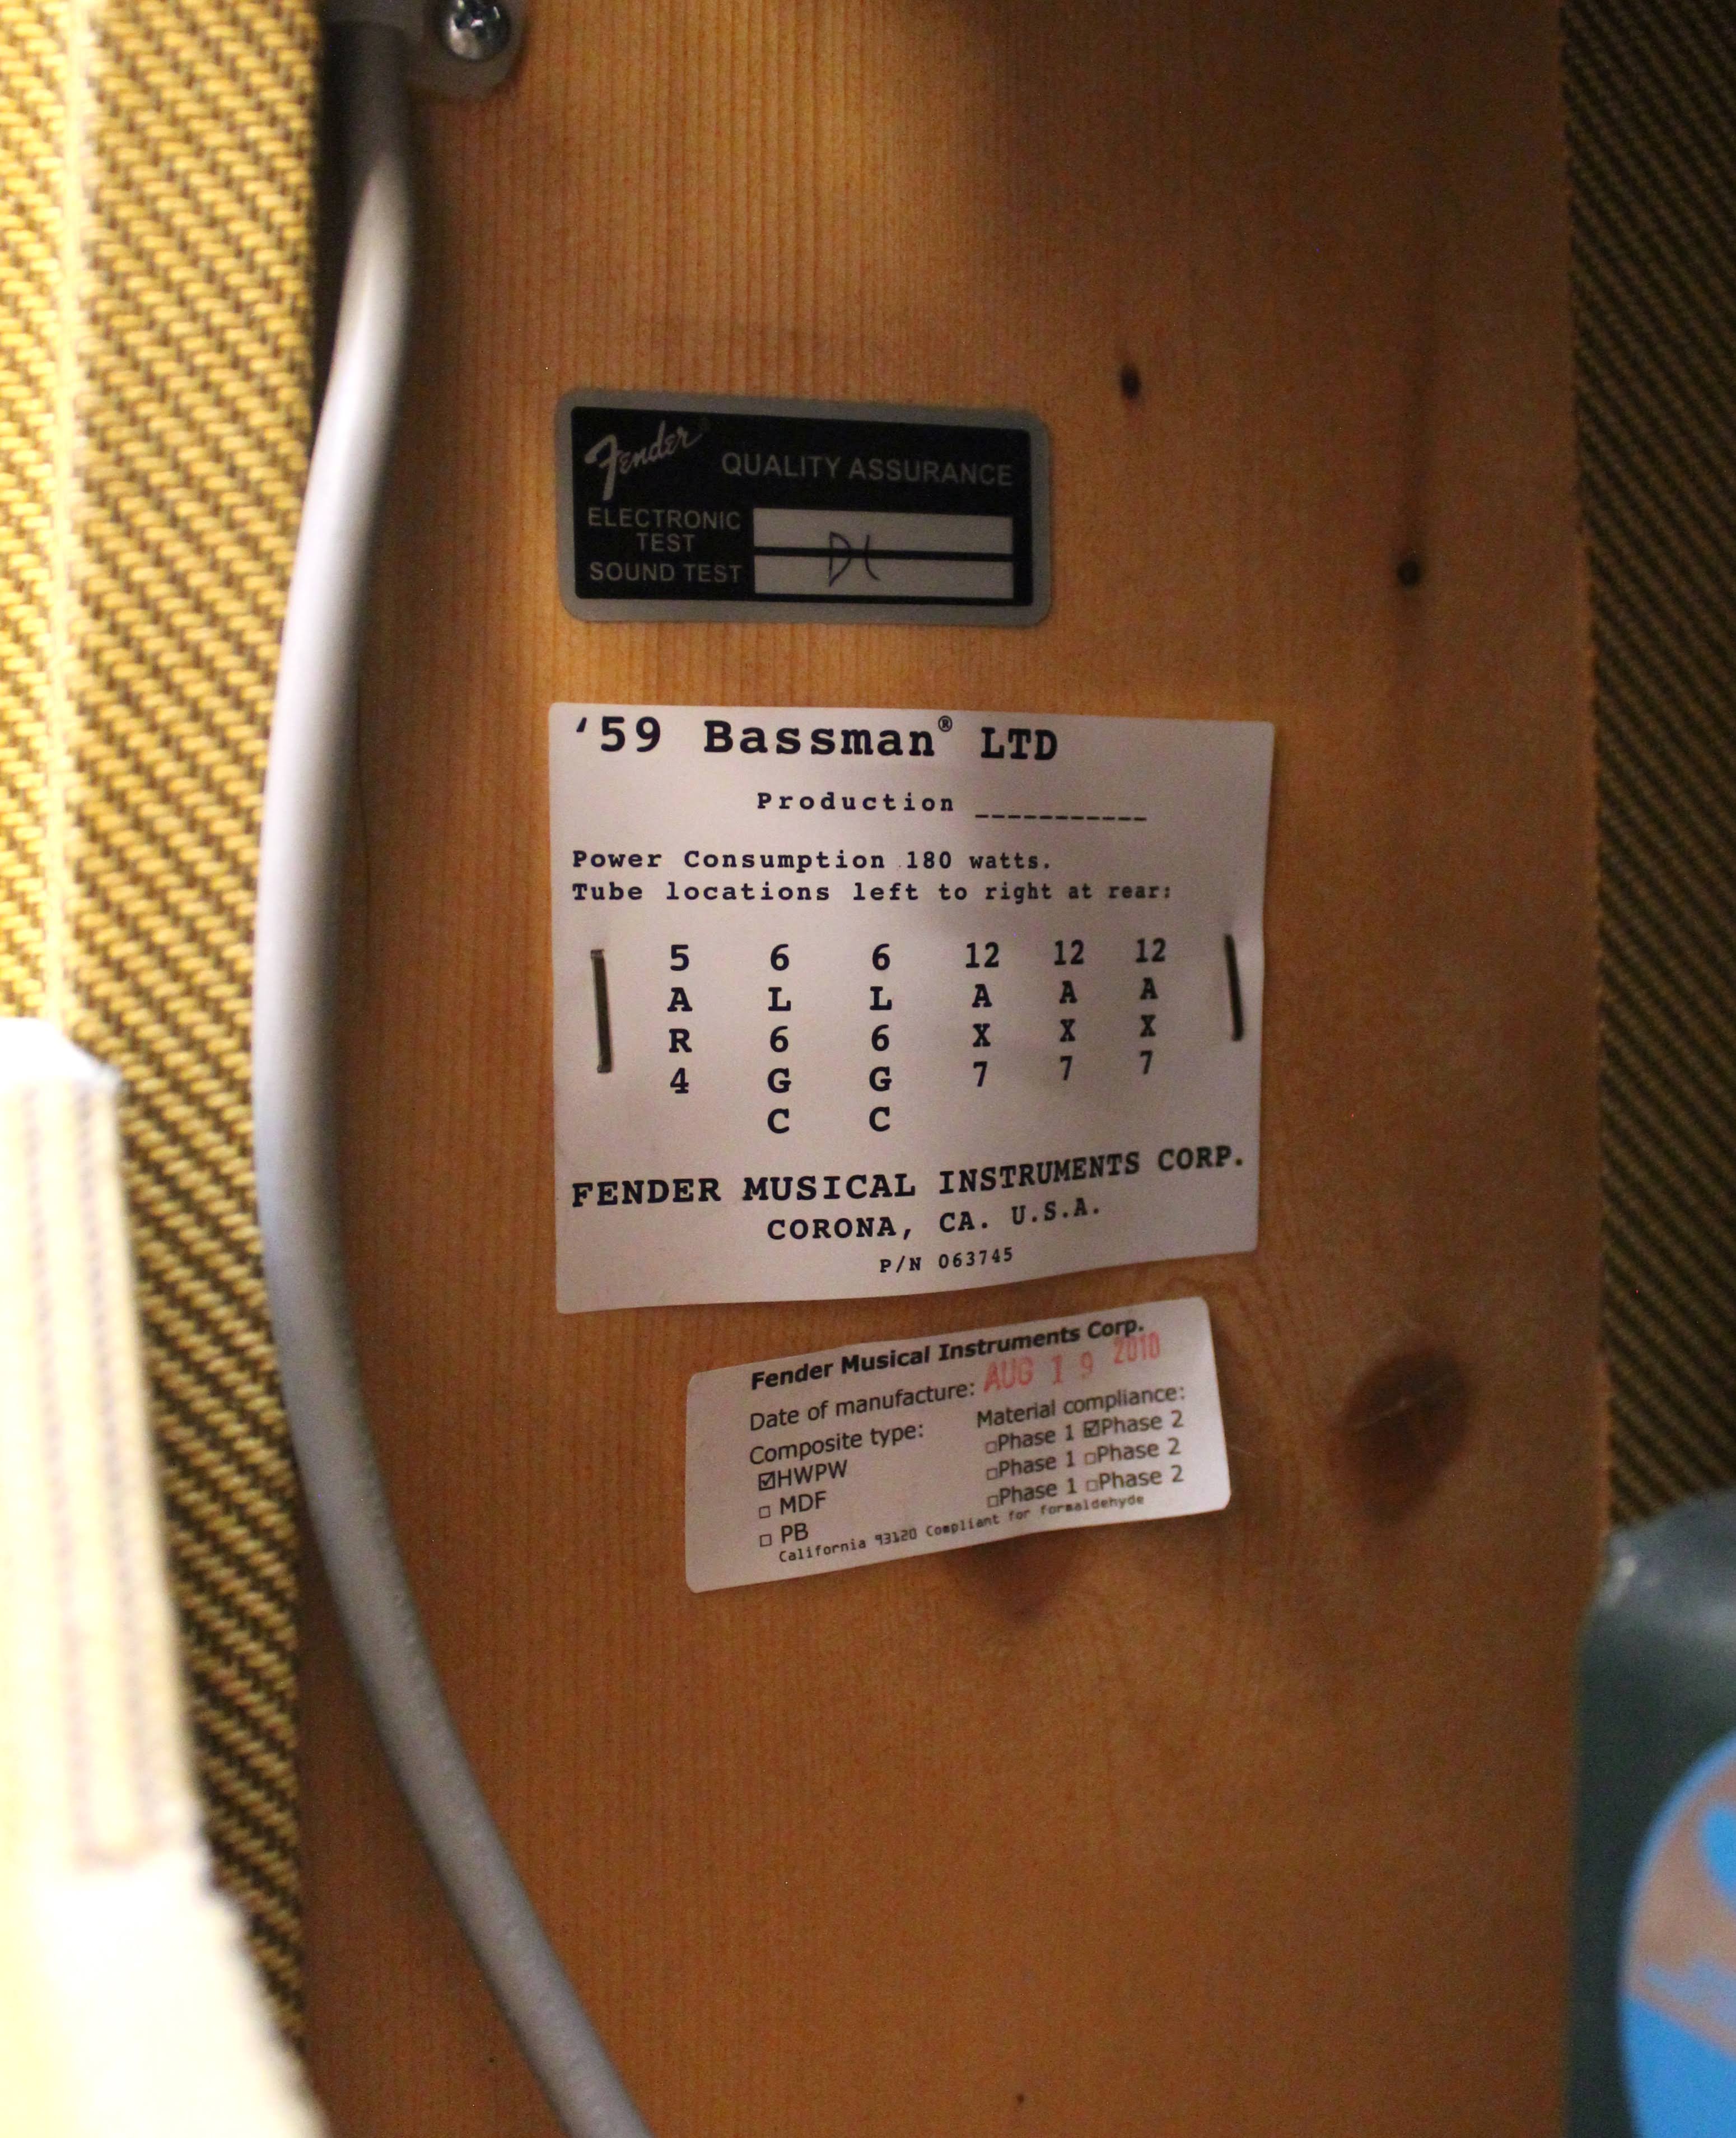 Fender® QUALITY ASSURANCE
ELECTRONIC
TEST
SOUND TEST
'59 Bassman® LTD
Production ___________
Power Consumption 180 watts.
Tube locations left to right at rear:
5 6 6 12 12 12
A L L A A A
R 6 6 X X X
4 G G 7 7 7
C C
FENDER MUSICAL INSTRUMENTS CORP.
CORONA, CA. U.S.A.
P/N 063745
Fender Musical Instruments Corp.
Date of manufacture: AUG 19 2010
Composite type: Material compliance:
☑HWPW □Phase 1 ☑Phase 2
□ MDF □Phase 1 □Phase 2
□ PB □Phase 1 □Phase 2
California 93120 Compliant for formaldehyde